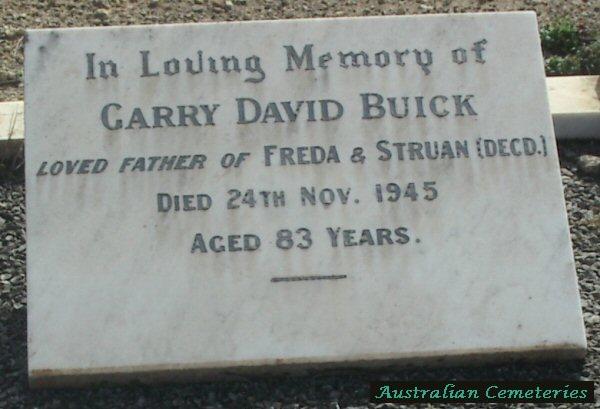 In Loving Memory of
GARRY DAVID BUICK
LOVED FATHER OF FREDA & STRUAN (DECD.)
DIED 24TH NOV. 1945
AGED 83 YEARS.
Australian Cemeteries